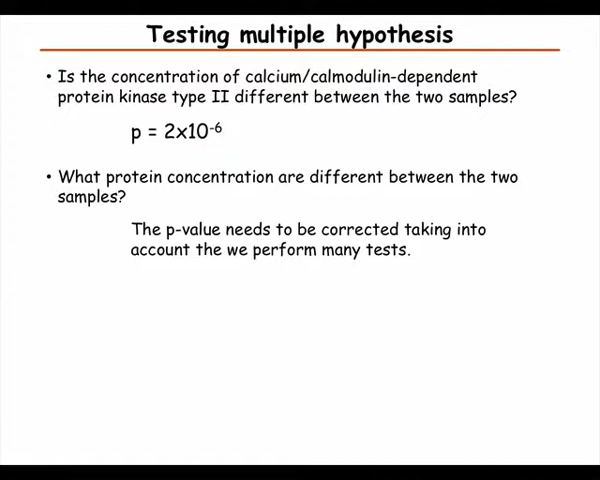 Testing multiple hypothesis
• Is the concentration of calcium/calmodulin-dependent
protein kinase type II different between the two samples?
p = 2x10⁻⁶
• What protein concentration are different between the two
samples?
The p-value needs to be corrected taking into
account the we perform many tests.